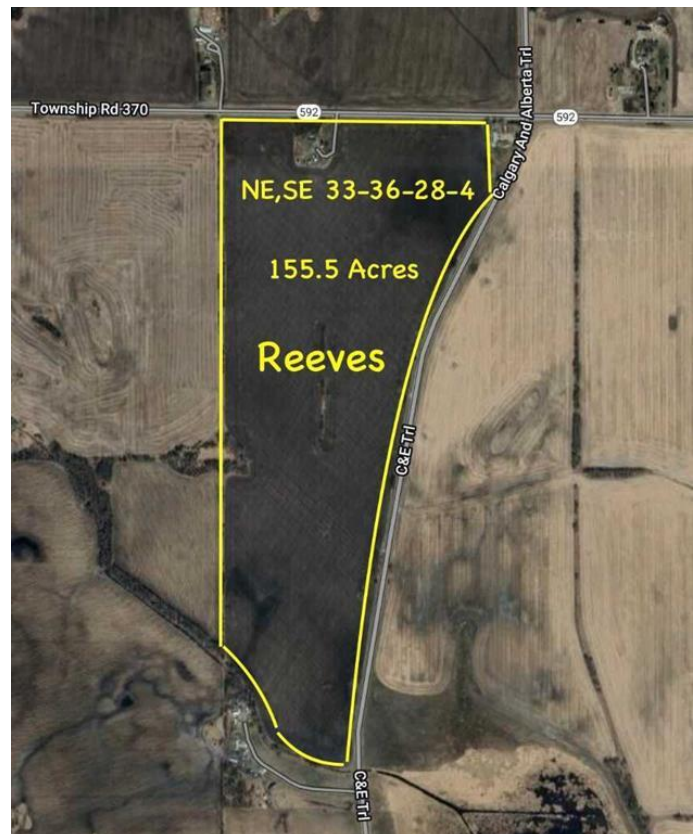 Calgary And Alberta Trl
Township Rd 370
592
592
NE,SE 33-36-28-4
155.5 Acres
Reeves
C&E Trl
C&E Trl